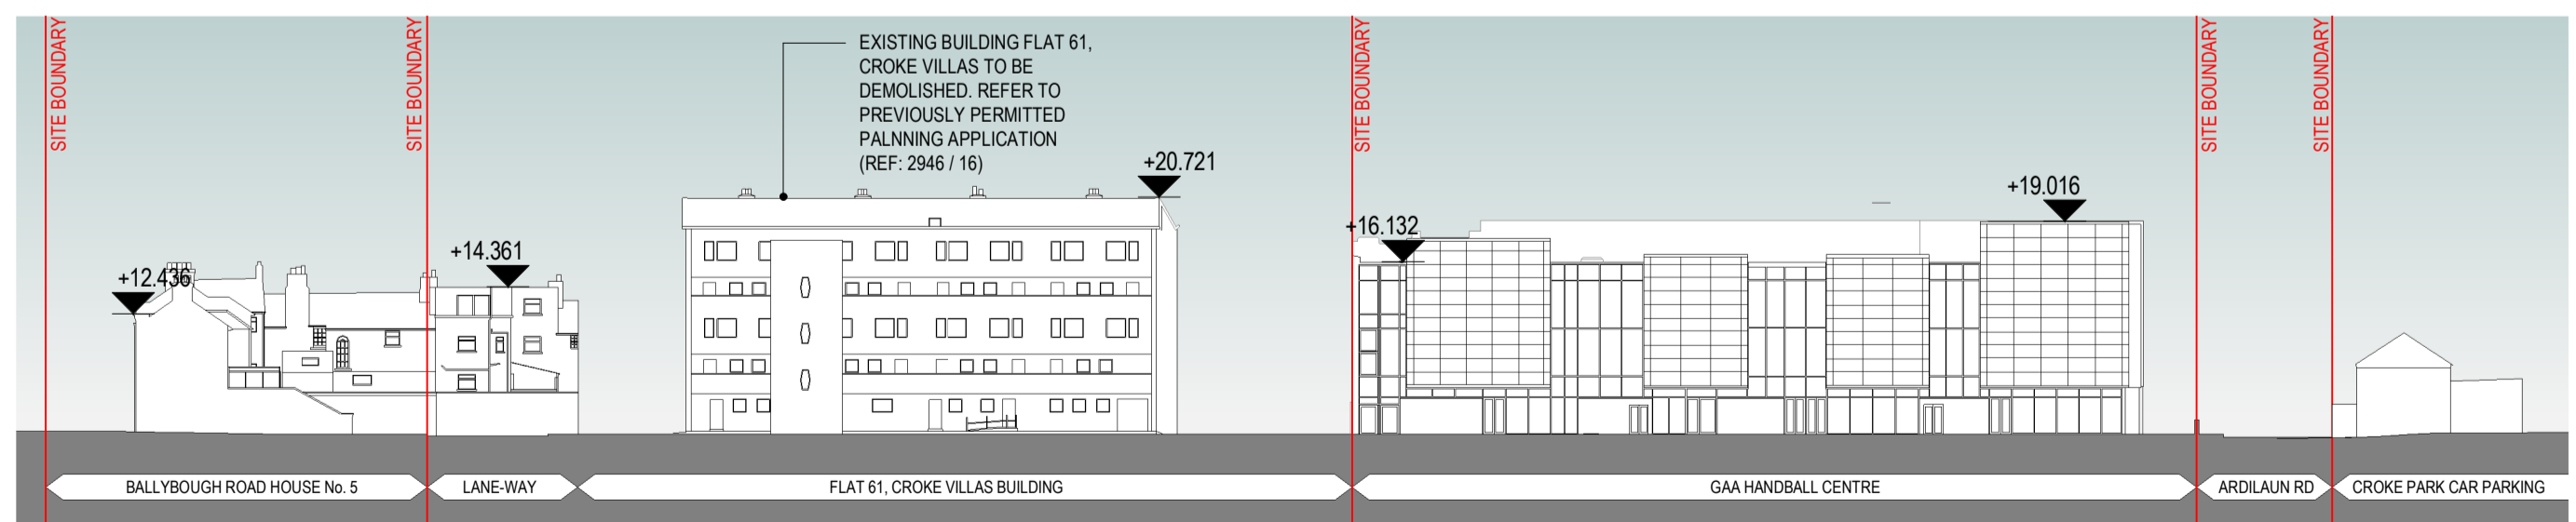 SITE BOUNDARY
SITE BOUNDARY
EXISTING BUILDING FLAT 61,
CROKE VILLAS TO BE
DEMOLISHED. REFER TO
PREVIOUSLY PERMITTED
PALNNING APPLICATION
(REF: 2946 / 16)
SITE BOUNDARY
SITE BOUNDARY
SITE BOUNDARY
+12.436
+14.361
+20.721
+16.132
+19.016
BALLYBOUGH ROAD HOUSE No. 5
LANE-WAY
FLAT 61, CROKE VILLAS BUILDING
GAA HANDBALL CENTRE
ARDILAUN RD
CROKE PARK CAR PARKING